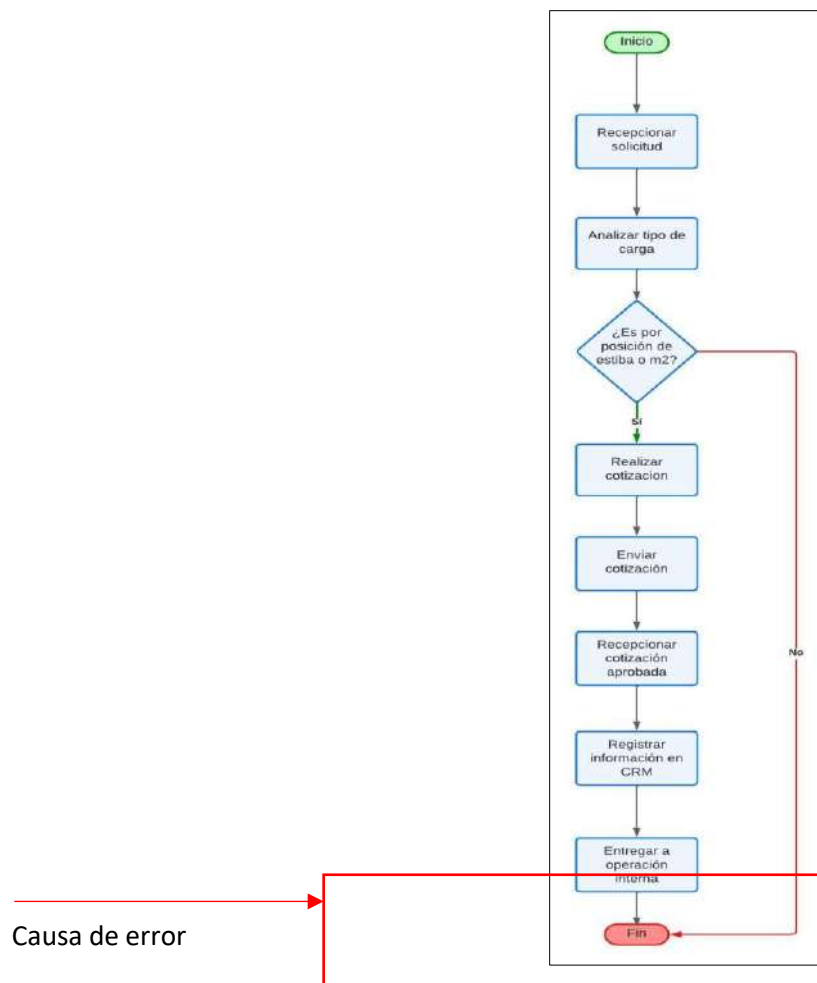 Inicio
Recepcionar
solicitud
Analizar tipo de
carga
¿Es por
posición de
estiba o m2?
Sí
Realizar
cotizacion
Enviar
cotización
Recepcionar
cotización
aprobada
No
Registrar
información en
CRM
Entregar a
operación
interna
Causa de error
Fin